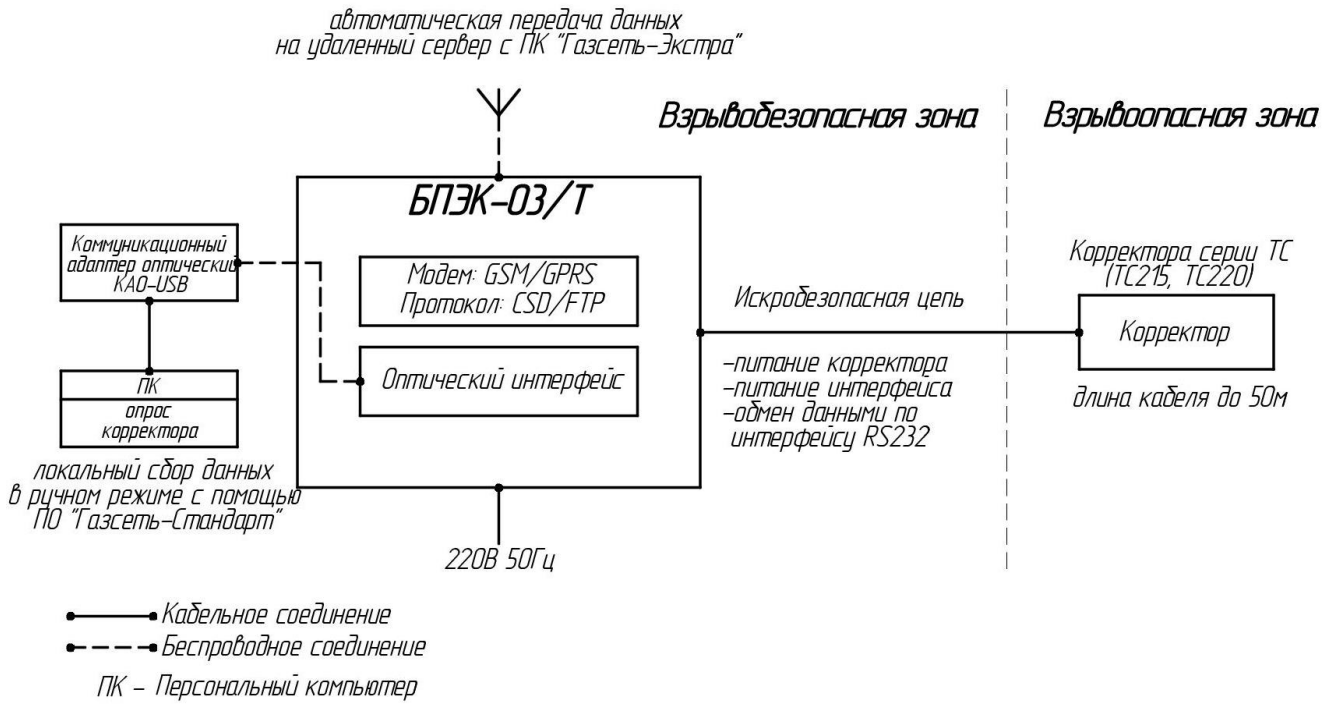 автоматическая передача данных
на удаленный сервер с ПК "Газсеть-Экстра"
Взрывобезопасная зона
Взрывоопасная зона
БПЭК-03/Т
Коммуникационный
адаптер оптический
КАО-USB
Модем: GSM/GPRS
Протокол: CSD/FTP
Оптический интерфейс
ПК
опрос
корректора
локальный сбор данных
в ручном режиме с помощью
ПО "Газсеть-Стандарт"
Искробезопасная цепь
-питание корректора
-питание интерфейса
-обмен данными по
интерфейсу RS232
Корректора серии ТС
(ТС215, ТС220)
Корректор
длина кабеля до 50м
220В 50Гц
Кабельное соединение
Беспроводное соединение
ПК - Персональный компьютер